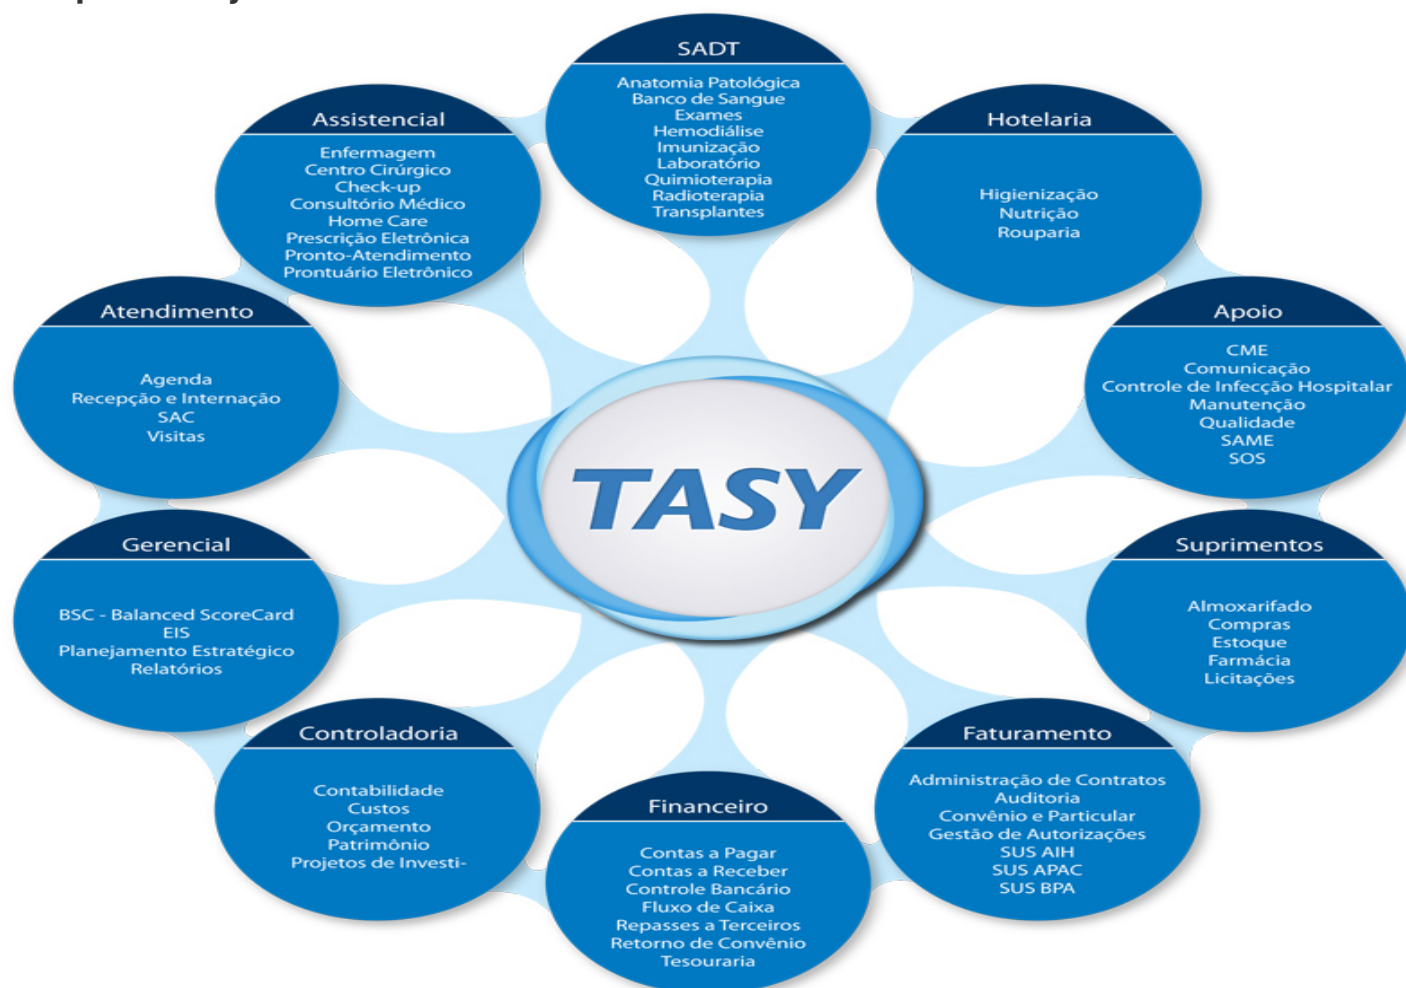 SADT
Anatomia Patológica
Banco de Sangue
Exames
Hemodiálise
Imunização
Laboratório
Quimioterapia
Radioterapia
Transplantes
Hotelaria
Higienização
Nutrição
Rouparia
Apoio
CME
Comunicação
Controle de Infecção Hospitalar
Manutenção
Qualidade
SAME
SOS
Suprimentos
Almoxarifado
Compras
Estoque
Farmácia
Licitações
Faturamento
Administração de Contratos
Auditoria
Convênio e Particular
Gestão de Autorizações
SUS AIH
SUS APAC
SUS BPA
Financeiro
Contas a Pagar
Contas a Receber
Controle Bancário
Fluxo de Caixa
Repasses a Terceiros
Retorno de Convênio
Tesouraria
Controladoria
Contabilidade
Custos
Orçamento
Patrimônio
Projetos de Investi-
Gerencial
BSC - Balanced ScoreCard
EIS
Planejamento Estratégico
Relatórios
Atendimento
Agenda
Recepção e Internação
SAC
Visitas
Assistencial
Enfermagem
Centro Cirúrgico
Check-up
Consultório Médico
Home Care
Prescrição Eletrônica
Pronto-Atendimento
Prontuário Eletrônico
TASY